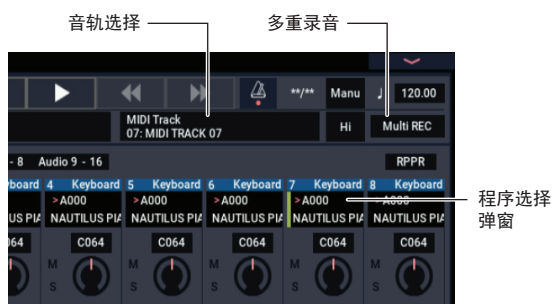 音轨选择
多重录音
**/**
Manu
♩ 120.00
MIDI Track
07: MIDI TRACK 07
Hi
Multi REC
- 8 Audio 9 - 16
RPPR
yboard 4 Keyboard 5 Keyboard 6 Keyboard 7 Keyboard 8 Keyboard
>A000 >A000 >A000 >A000 >A000
LUS PIA NAUTILUS PIA NAUTILUS PIA NAUTILUS PIA NAUTILUS PIA NAUTILUS PIA
程序选择
弹窗
064 C064 C064 C064 C064 C064
M M M M
S S S S